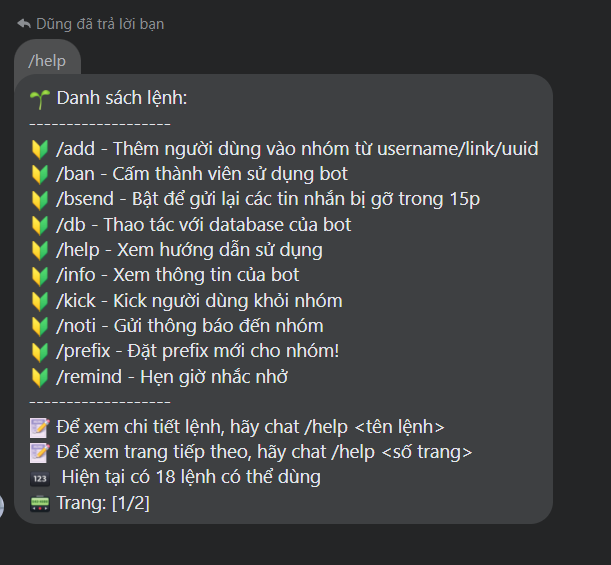 Dũng đã trả lời bạn
/help
Danh sách lệnh:
-------------------
/add - Thêm người dùng vào nhóm từ username/link/uuid
/ban - Cấm thành viên sử dụng bot
/bsend - Bật để gửi lại các tin nhắn bị gỡ trong 15p
/db - Thao tác với database của bot
/help - Xem hướng dẫn sử dụng
/info - Xem thông tin của bot
/kick - Kick người dùng khỏi nhóm
/noti - Gửi thông báo đến nhóm
/prefix - Đặt prefix mới cho nhóm!
/remind - Hẹn giờ nhắc nhở
-------------------
Để xem chi tiết lệnh, hãy chat /help <tên lệnh>
Để xem trang tiếp theo, hãy chat /help <số trang>
🔢 Hiện tại có 18 lệnh có thể dùng
Trang: [1/2]